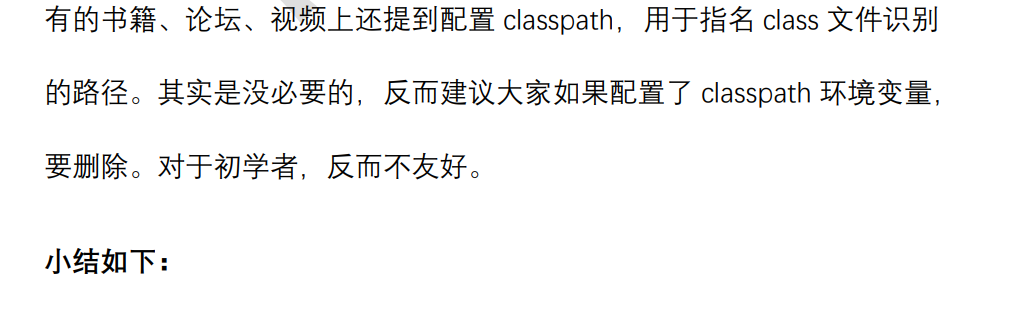 有的书籍、论坛、视频上还提到配置 classpath，用于指名 class 文件识别
的路径。其实是没必要的，反而建议大家如果配置了 classpath 环境变量，
要删除。对于初学者，反而不友好。
小结如下：